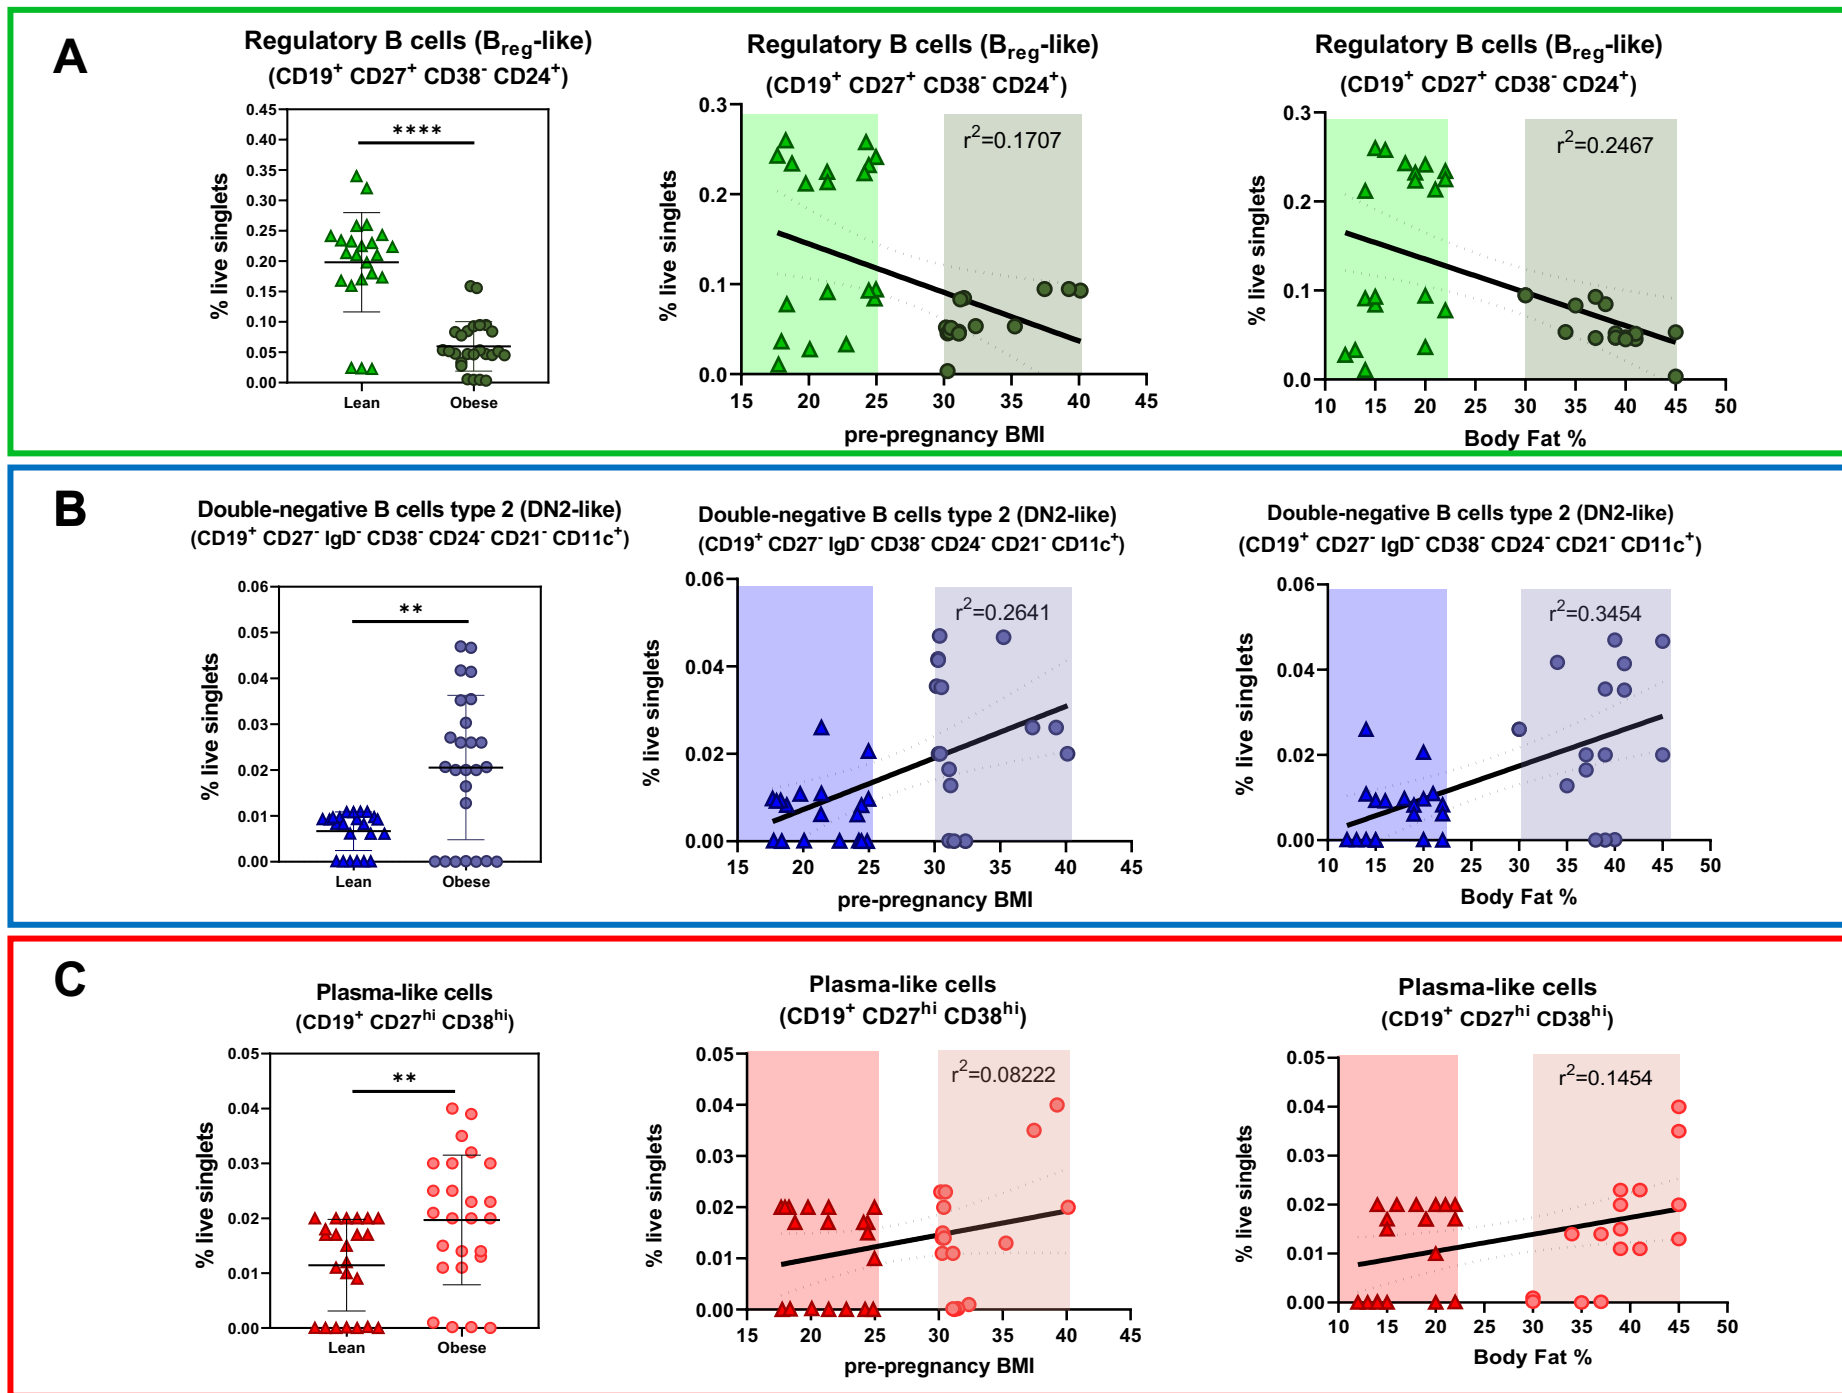 A
Regulatory B cells (Breg-like)
(CD19+ CD27+ CD38- CD24+)
% live singlets
0.45
0.40
0.35
0.30
0.25
0.20
0.15
0.10
0.05
0.00
****
Lean
Obese
Regulatory B cells (Breg-like)
(CD19+ CD27+ CD38- CD24+)
% live singlets
0.3
0.2
0.1
0.0
r2=0.1707
15 20 25 30 35 40 45
pre-pregnancy BMI
Regulatory B cells (Breg-like)
(CD19+ CD27+ CD38- CD24+)
% live singlets
0.3
0.2
0.1
0.0
r2=0.2467
10 15 20 25 30 35 40 45 50
Body Fat %
B
Double-negative B cells type 2 (DN2-like)
(CD19+ CD27- IgD- CD38- CD24- CD21- CD11c+)
% live singlets
0.06
0.05
0.04
0.03
0.02
0.01
0.00
**
Lean
Obese
Double-negative B cells type 2 (DN2-like)
(CD19+ CD27- IgD- CD38- CD24- CD21- CD11c+)
% live singlets
0.06
0.04
0.02
0.00
r2=0.2641
15 20 25 30 35 40 45
pre-pregnancy BMI
Double-negative B cells type 2 (DN2-like)
(CD19+ CD27- IgD- CD38- CD24- CD21- CD11c+)
% live singlets
0.06
0.04
0.02
0.00
r2=0.3454
10 15 20 25 30 35 40 45 50
Body Fat %
C
Plasma-like cells
(CD19+ CD27hi CD38hi)
% live singlets
0.05
0.04
0.03
0.02
0.01
0.00
**
Lean
Obese
Plasma-like cells
(CD19+ CD27hi CD38hi)
% live singlets
0.05
0.04
0.03
0.02
0.01
0.00
r2=0.08222
15 20 25 30 35 40 45
pre-pregnancy BMI
Plasma-like cells
(CD19+ CD27hi CD38hi)
% live singlets
0.05
0.04
0.03
0.02
0.01
0.00
r2=0.1454
10 15 20 25 30 35 40 45 50
Body Fat %